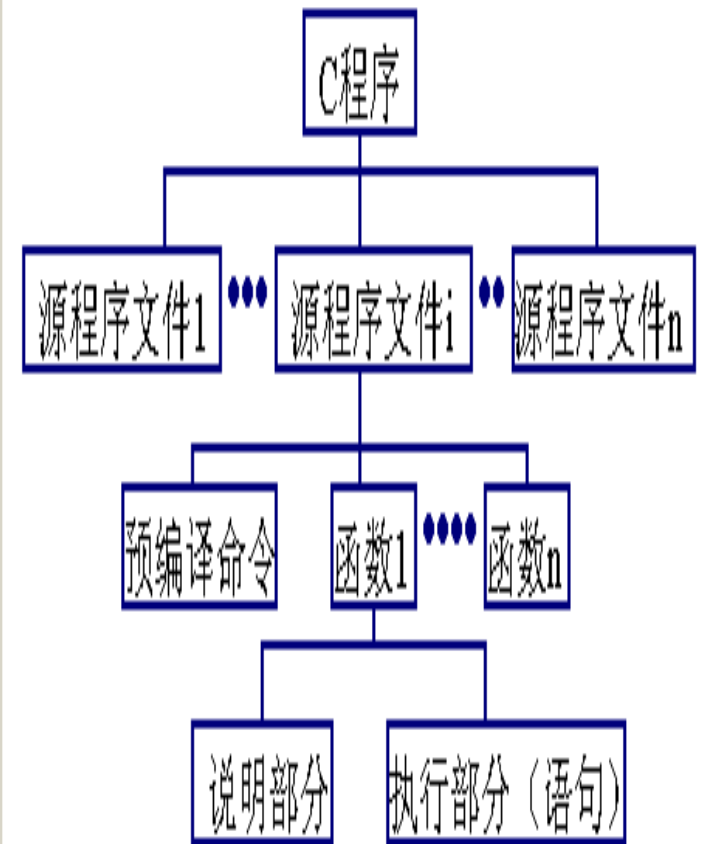 C程序
源程序文件1
源程序文件i
源程序文件n
预编译命令
函数1
函数n
说明部分
执行部分（语句）